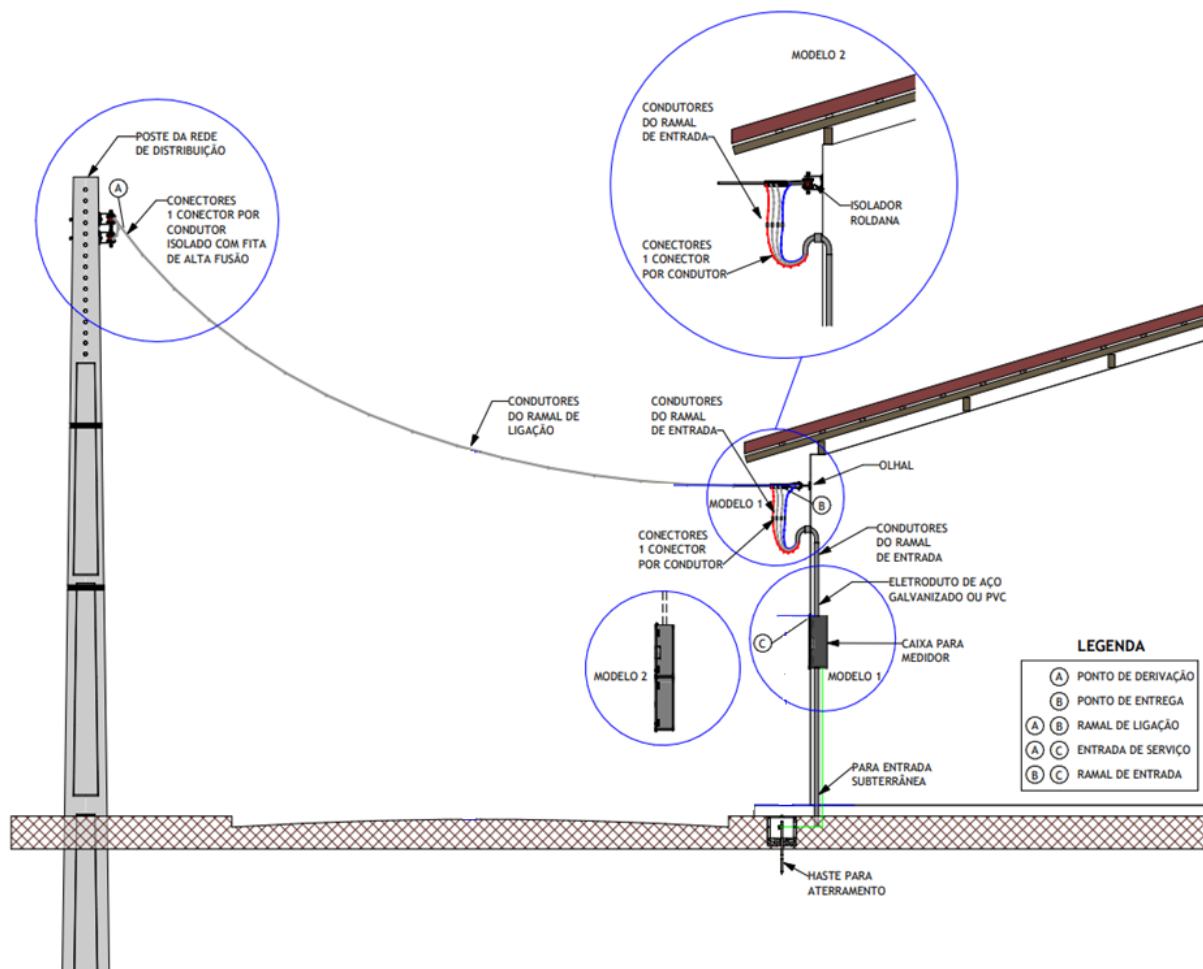 MODELO 2
CONDUTORES
DO RAMAL
DE ENTRADA
ISOLADOR
ROLDANA
CONECTORES
1 CONECTOR
POR CONDUTOR
POSTE DA REDE
DE DISTRIBUIÇÃO
A
CONECTORES
1 CONECTOR POR
CONDUTOR
ISOLADO COM FITA
DE ALTA FUSÃO
CONDUTORES
DO RAMAL DE
LIGAÇÃO
CONDUTORES
DO RAMAL
DE ENTRADA
OLHAL
MODELO 1
B
CONECTORES
1 CONECTOR
POR CONDUTOR
CONDUTORES
DO RAMAL
DE ENTRADA
ELETRODUTO DE AÇO
GALVANIZADO OU PVC
C
CAIXA PARA
MEDIDOR
MODELO 2
MODELO 1
PARA ENTRADA
SUBTERRÂNEA
HASTE PARA
ATERRAMENTO
LEGENDA
A PONTO DE DERIVAÇÃO
B PONTO DE ENTREGA
A B RAMAL DE LIGAÇÃO
A C ENTRADA DE SERVIÇO
B C RAMAL DE ENTRADA